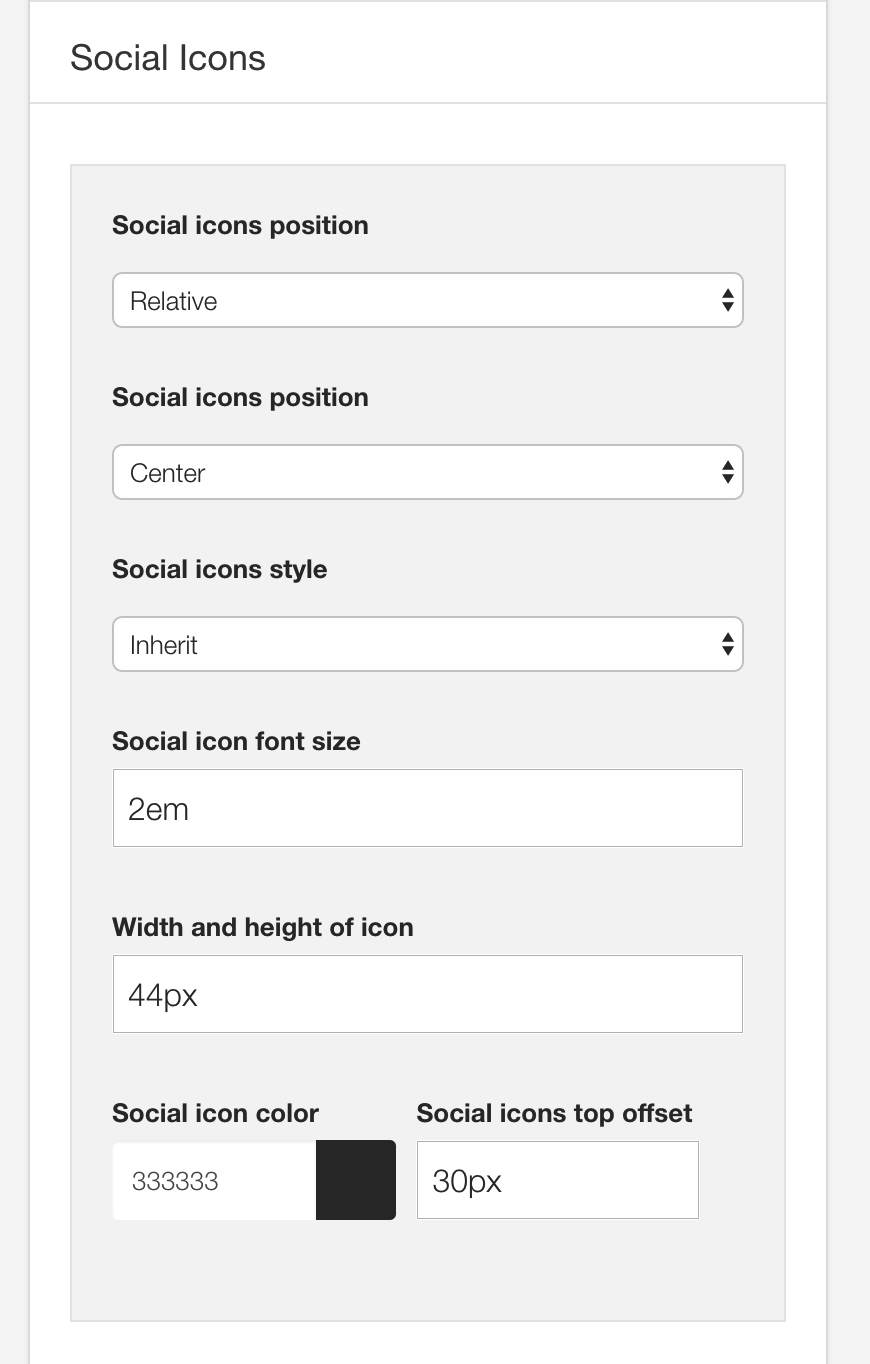 Social Icons
Social icons position
Relative
Social icons position
Center
Social icons style
Inherit
Social icon font size
2em
Width and height of icon
44px
Social icon color
Social icons top offset
333333
30px